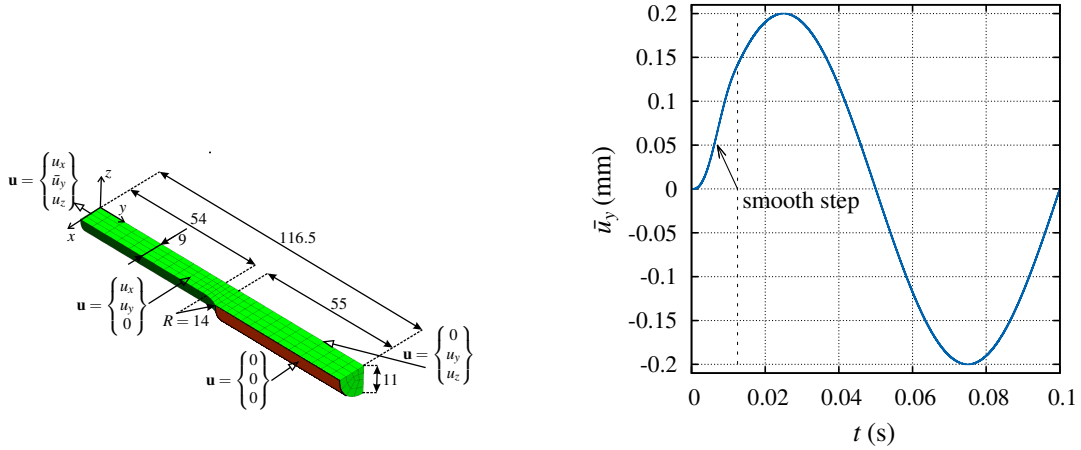 u = {u_x
ū_y
u_z}
z
y
x
54
9
116.5
u = {u_x
u_y
0}
R = 14
55
u = {0
0
0}
u = {0
u_y
u_z}
11
0.2
0.15
0.1
0.05
0
-0.05
-0.1
-0.15
-0.2
ū_y (mm)
smooth step
0 0.02 0.04 0.06 0.08 0.1
t (s)